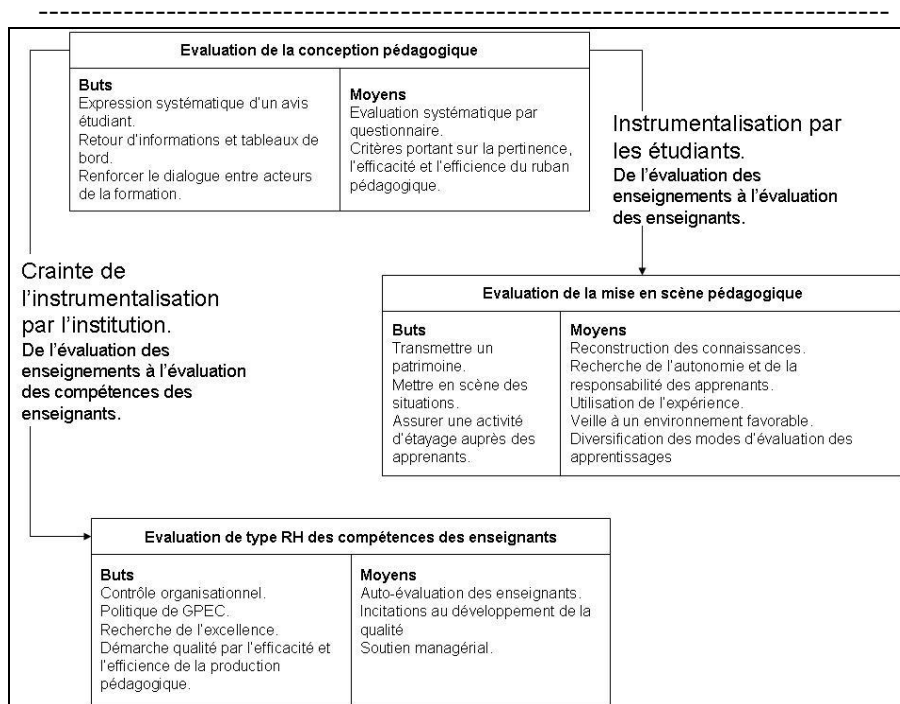 Evaluation de la conception pédagogique
Buts
Expression systématique d'un avis
étudiant.
Retour d'informations et tableaux de
bord.
Renforcer le dialogue entre acteurs
de la formation.
Moyens
Evaluation systématique par
questionnaire.
Critères portant sur la pertinence,
l'efficacité et l'efficience du ruban
pédagogique.
Instrumentalisation par
les étudiants.
De l'évaluation des
enseignements à l'évaluation
des enseignants.
Crainte de
l'instrumentalisation
par l'institution.
De l'évaluation des
enseignements à l'évaluation
des compétences des
enseignants.
Evaluation de la mise en scène pédagogique
Buts
Transmettre un
patrimoine.
Mettre en scène des
situations.
Assurer une activité
d'étayage auprès des
apprenants.
Moyens
Reconstruction des connaissances.
Recherche de l'autonomie et de la
responsabilité des apprenants.
Utilisation de l'expérience.
Veille à un environnement favorable.
Diversification des modes d'évaluation des
apprentissages
Evaluation de type RH des compétences des enseignants
Buts
Contrôle organisationnel.
Politique de GPEC.
Recherche de l'excellence.
Démarche qualité par l'efficacité et
l'efficience de la production
pédagogique.
Moyens
Auto-évaluation des enseignants.
Incitations au développement de la
qualité
Soutien managérial.